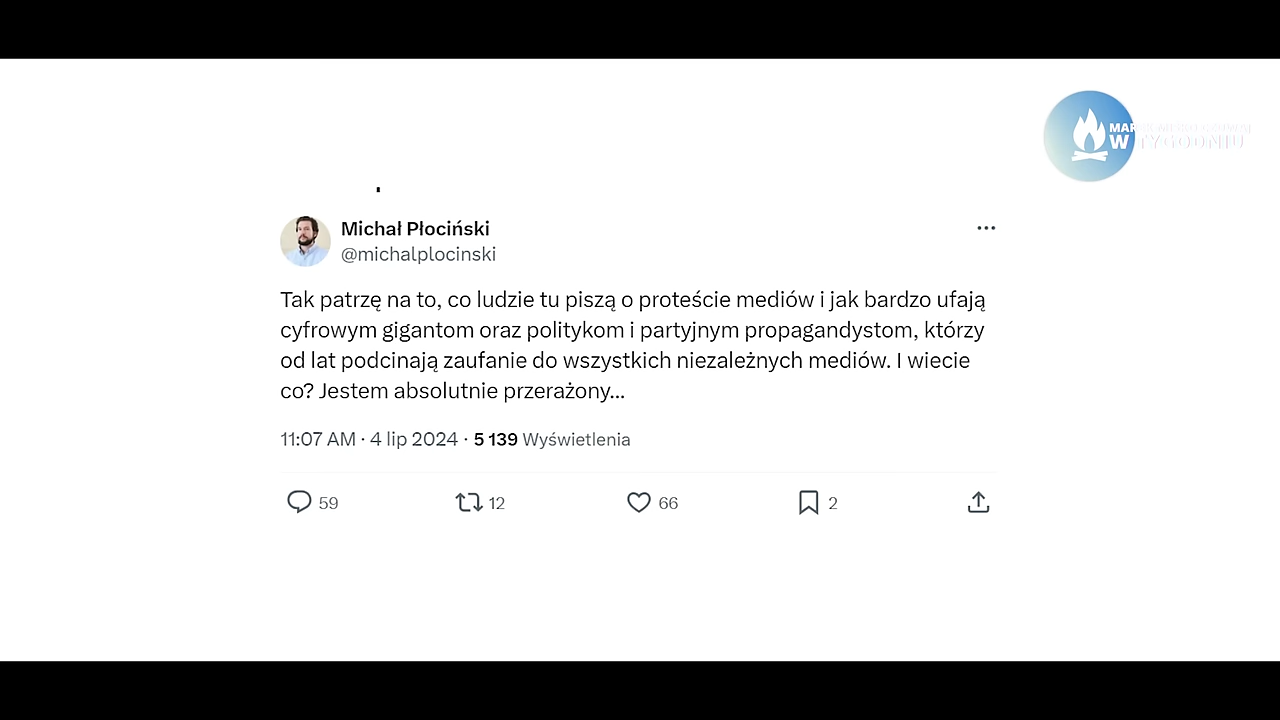 W TYGODNIU
Michał Płociński
@michalplocinski
Tak patrzę na to, co ludzie tu piszą o proteście mediów i jak bardzo ufają
cyfrowym gigantom oraz politykom i partyjnym propagandystom, którzy
od lat podcinają zaufanie do wszystkich niezależnych mediów. I wiecie
co? Jestem absolutnie przerażony...
11:07 AM · 4 lip 2024 · 5 139 Wyświetlenia
59 12 66 2